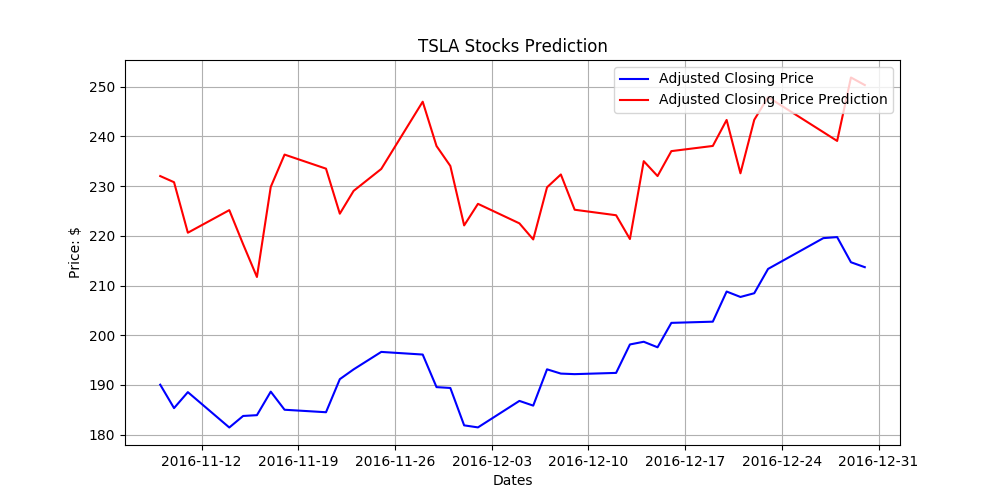 TSLA Stocks Prediction
Adjusted Closing Price
Adjusted Closing Price Prediction
Price: $
250
240
230
220
210
200
190
180
2016-11-12 2016-11-19 2016-11-26 2016-12-03 2016-12-10 2016-12-17 2016-12-24 2016-12-31
Dates